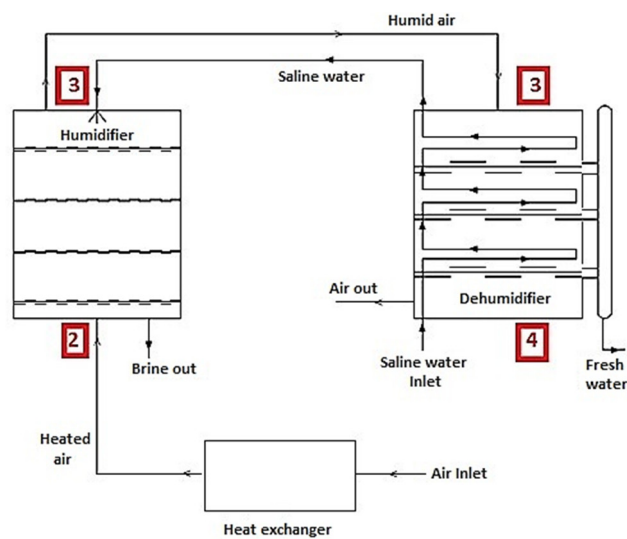 Humid air
Saline water
3
3
Humidifier
Air out
Dehumidifier
2
4
Brine out
Saline water
Inlet
Fresh
water
Heated
air
Air Inlet
Heat exchanger